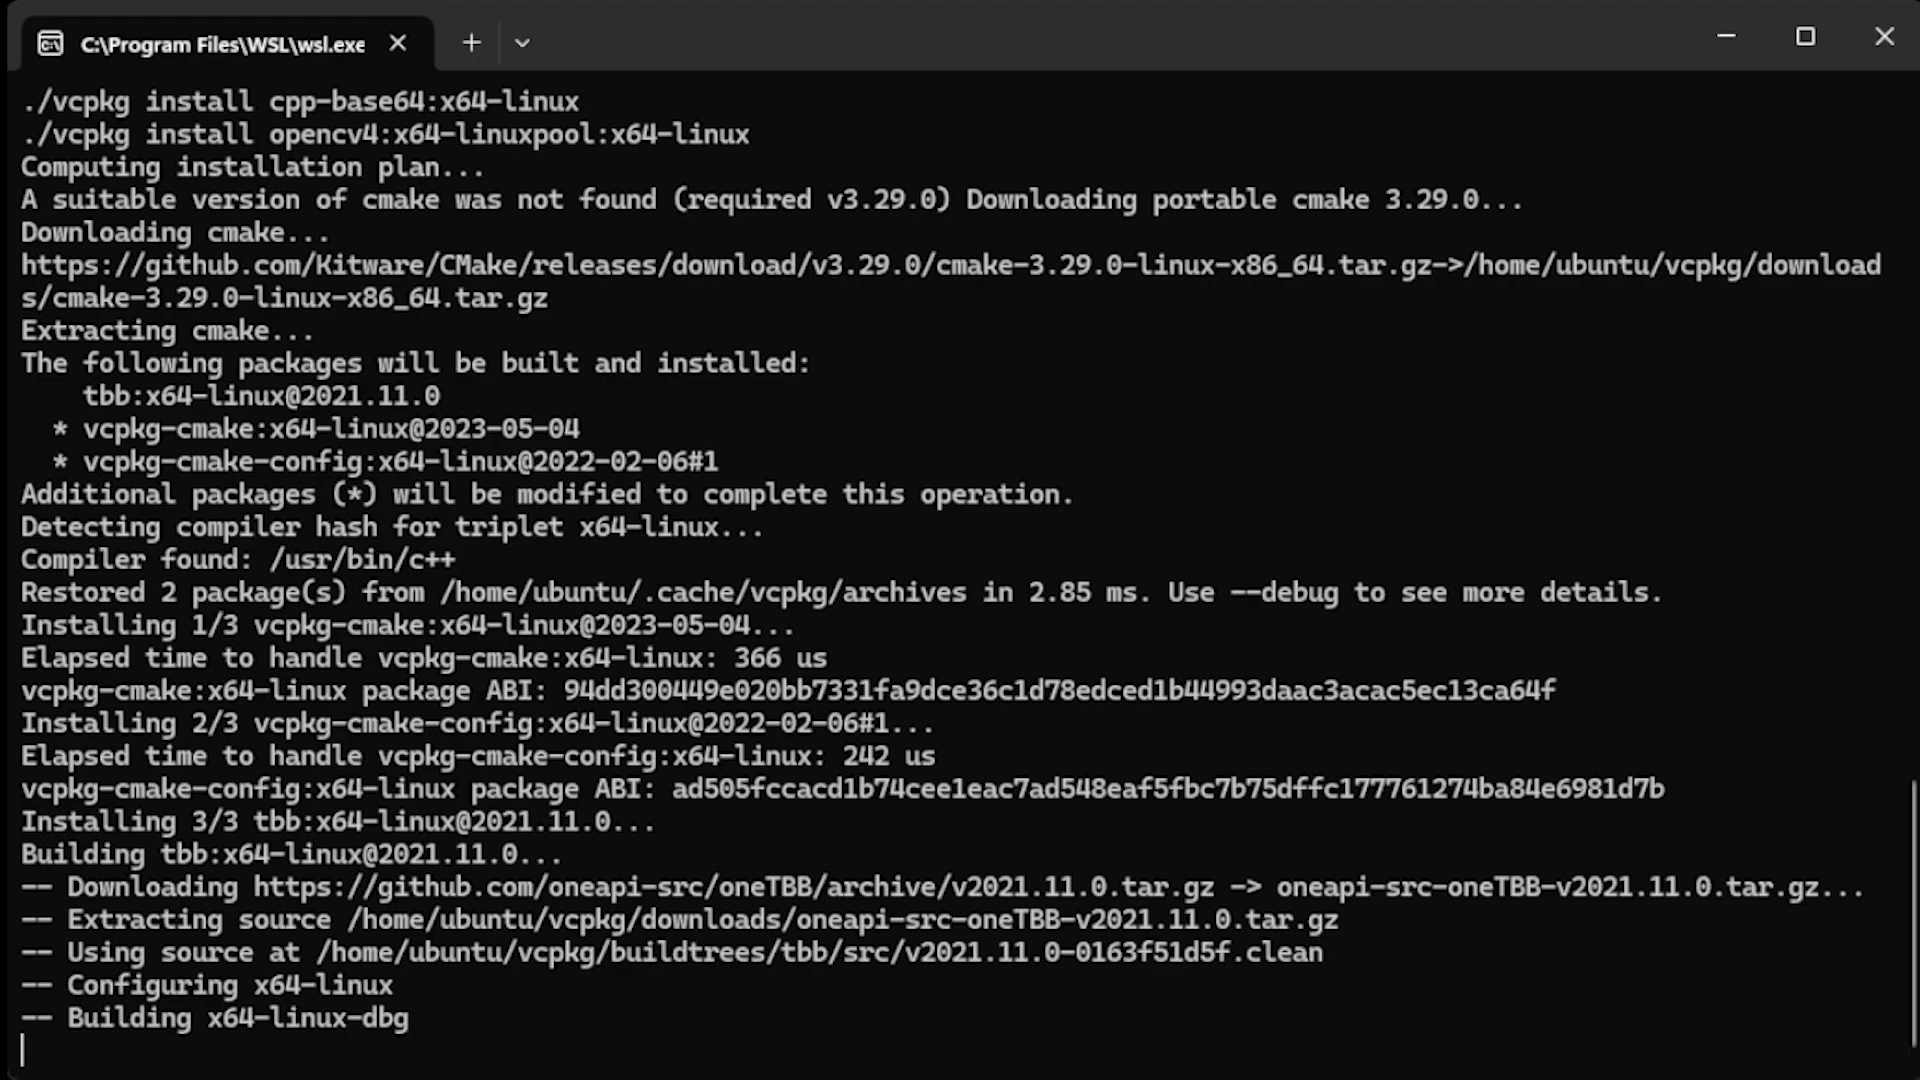 C:\Program Files\WSL\wsl.exe
./vcpkg install cpp-base64:x64-linux
./vcpkg install opencv4:x64-linuxpool:x64-linux
Computing installation plan...
A suitable version of cmake was not found (required v3.29.0) Downloading portable cmake 3.29.0...
Downloading cmake...
https://github.com/Kitware/CMake/releases/download/v3.29.0/cmake-3.29.0-linux-x86_64.tar.gz->/home/ubuntu/vcpkg/download
s/cmake-3.29.0-linux-x86_64.tar.gz
Extracting cmake...
The following packages will be built and installed:
    tbb:x64-linux@2021.11.0
  * vcpkg-cmake:x64-linux@2023-05-04
  * vcpkg-cmake-config:x64-linux@2022-02-06#1
Additional packages (*) will be modified to complete this operation.
Detecting compiler hash for triplet x64-linux...
Compiler found: /usr/bin/c++
Restored 2 package(s) from /home/ubuntu/.cache/vcpkg/archives in 2.85 ms. Use --debug to see more details.
Installing 1/3 vcpkg-cmake:x64-linux@2023-05-04...
Elapsed time to handle vcpkg-cmake:x64-linux: 366 us
vcpkg-cmake:x64-linux package ABI: 94dd300449e020bb7331fa9dce36c1d78edced1b44993daac3acac5ec13ca64f
Installing 2/3 vcpkg-cmake-config:x64-linux@2022-02-06#1...
Elapsed time to handle vcpkg-cmake-config:x64-linux: 242 us
vcpkg-cmake-config:x64-linux package ABI: ad505fccacd1b74cee1eac7ad548eaf5fbc7b75dffc177761274ba84e6981d7b
Installing 3/3 tbb:x64-linux@2021.11.0...
Building tbb:x64-linux@2021.11.0...
-- Downloading https://github.com/oneapi-src/oneTBB/archive/v2021.11.0.tar.gz -> oneapi-src-oneTBB-v2021.11.0.tar.gz...
-- Extracting source /home/ubuntu/vcpkg/downloads/oneapi-src-oneTBB-v2021.11.0.tar.gz
-- Using source at /home/ubuntu/vcpkg/buildtrees/tbb/src/v2021.11.0-0163f51d5f.clean
-- Configuring x64-linux
-- Building x64-linux-dbg